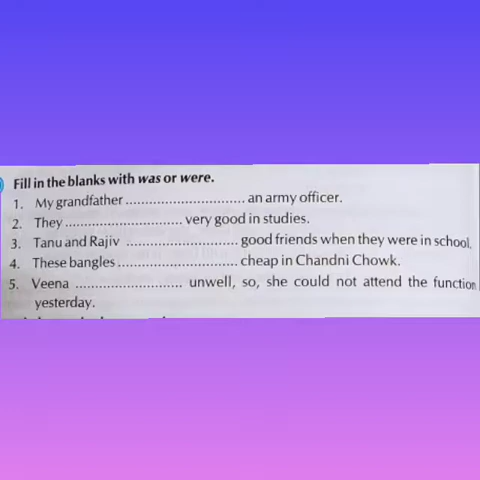 Fill in the blanks with was or were.
1. My grandfather .............................. an army officer.
2. They .............................. very good in studies.
3. Tanu and Rajiv ............................. good friends when they were in school.
4. These bangles ............................... cheap in Chandni Chowk.
5. Veena ........................... unwell, so, she could not attend the function
yesterday.